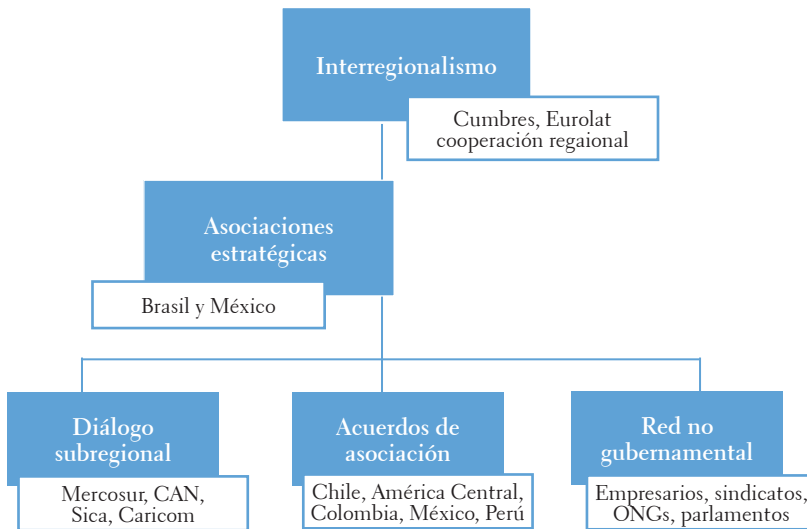 Interregionalismo
Cumbres, Eurolat
cooperación regaional
Asociaciones
estratégicas
Brasil y México
Diálogo
subregional
Mercosur, CAN,
Sica, Caricom
Acuerdos de
asociación
Chile, América Central,
Colombia, México, Perú
Red no
gubernamental
Empresarios, sindicatos,
ONGs, parlamentos